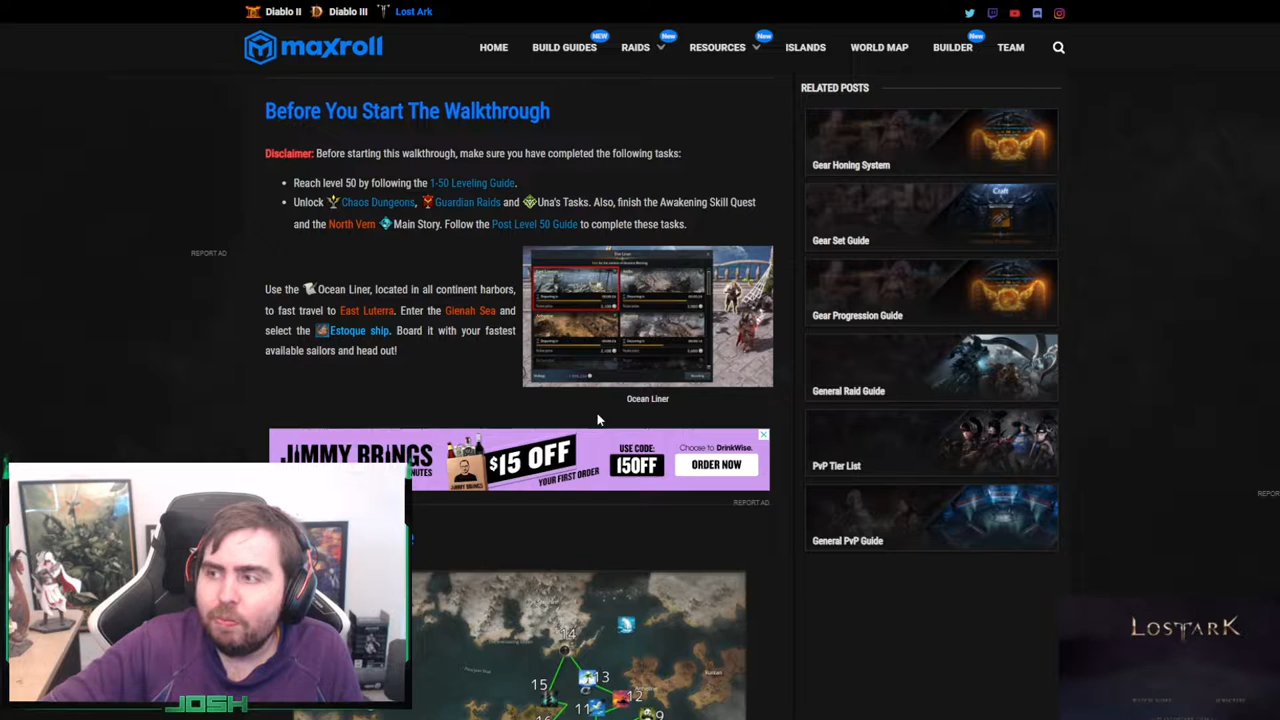 Diablo II Diablo III Lost Ark
maxroll
HOME BUILD GUIDES NEW RAIDS New RESOURCES New ISLANDS WORLD MAP BUILDER New TEAM
Before You Start The Walkthrough
Disclaimer: Before starting this walkthrough, make sure you have completed the following tasks:
• Reach level 50 by following the 1-50 Leveling Guide.
• Unlock Chaos Dungeons, Guardian Raids and Una's Tasks. Also, finish the Awakening Skill Quest
and the North Vern Main Story. Follow the Post Level 50 Guide to complete these tasks.
REPORT AD
Use the Ocean Liner, located in all continent harbors,
to fast travel to East Luterra. Enter the Gienah Sea and
select the Estoque ship. Board it with your fastest
available sailors and head out!
Ocean Liner
JIMMY BRINGS
$15 OFF
YOUR FIRST ORDER
USE CODE:
15OFF
Choose to DrinkWise.
ORDER NOW
REPORT AD
14
13
15
12
9
RELATED POSTS
Gear Honing System
Craft
Gear Set Guide
Gear Progression Guide
General Raid Guide
PvP Tier List
General PvP Guide
REPOR
LOST ARK
JOSH